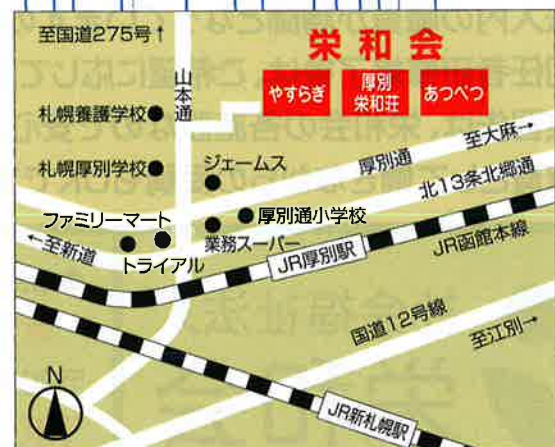 至国道275号↑
栄和会
山本通
やすらぎ
厚別
栄和荘
あつべつ
札幌養護学校
札幌厚別学校
ジェームス
厚別通
至大麻→
北13条北郷通
ファミリーマート
厚別通小学校
←至新道
トライアル
業務スーパー
JR厚別駅
JR函館本線
国道12号線
至江別→
N
JR新札幌駅